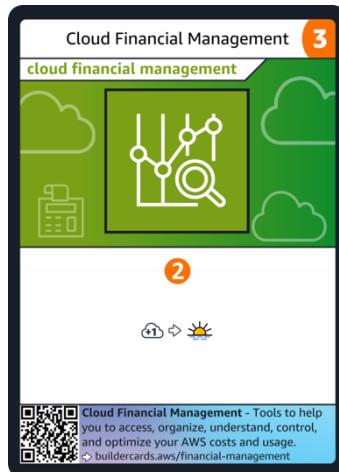 Cloud Financial Management 3
cloud financial management
2
+1
Cloud Financial Management - Tools to help
you to access, organize, understand, control,
and optimize your AWS costs and usage.
buildercards.aws/financial-management